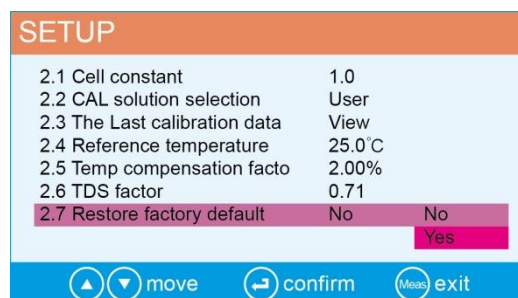 SETUP
2.1 Cell constant 1.0
2.2 CAL solution selection User
2.3 The Last calibration data View
2.4 Reference temperature 25.0°C
2.5 Temp compensation facto 2.00%
2.6 TDS factor 0.71
2.7 Restore factory default No No
Yes
move confirm Meas exit